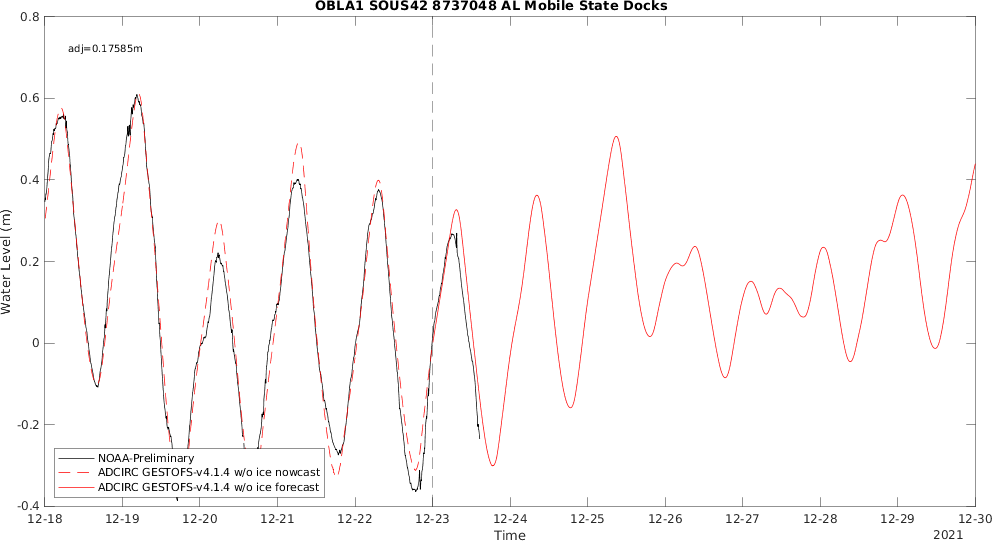 OBLA1 SOUS42 8737048 AL Mobile State Docks
adj=0.17585m
0.8
0.6
0.4
0.2
0
-0.2
-0.4
Water Level (m)
NOAA-Preliminary
ADCIRC GESTOFS-v4.1.4 w/o ice nowcast
ADCIRC GESTOFS-v4.1.4 w/o ice forecast
12-18 12-19 12-20 12-21 12-22 12-23 12-24 12-25 12-26 12-27 12-28 12-29 12-30
Time
2021